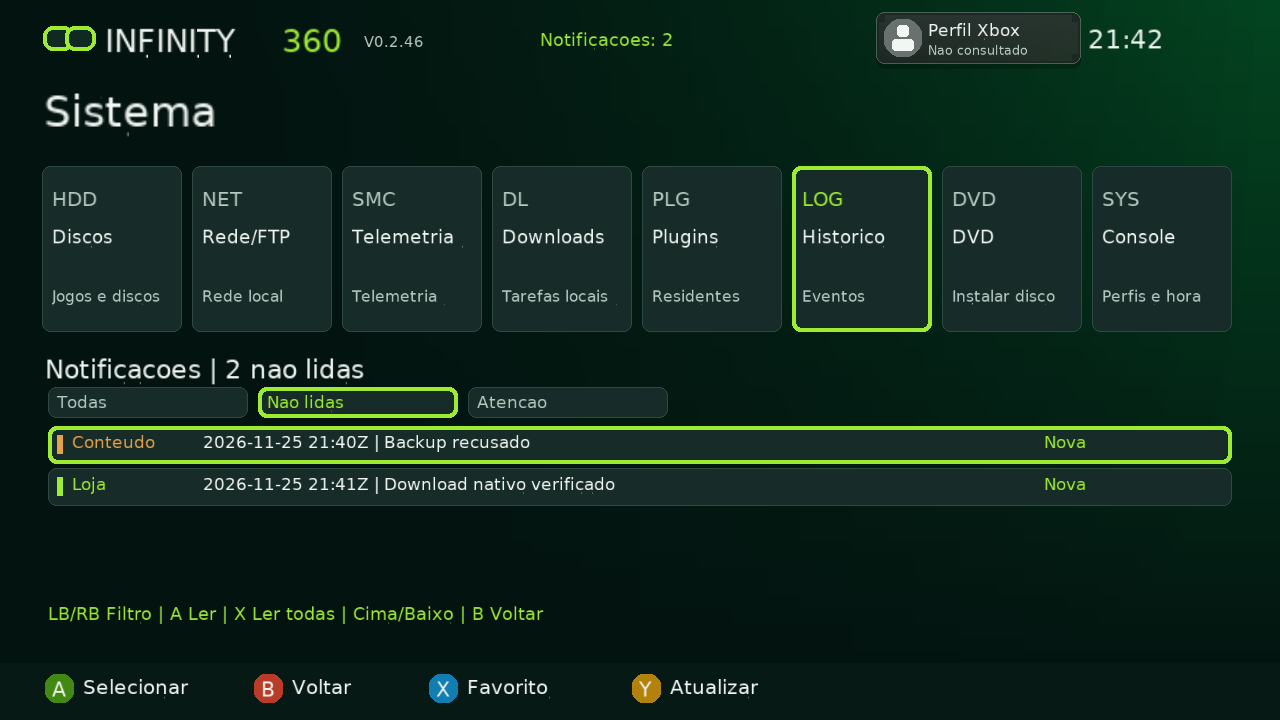 INFINITY 360 V0.2.46 Notificacoes: 2 Perfil Xbox 21:42
Nao consultado
Sistema
HDD NET SMC DL PLG LOG DVD SYS
Discos Rede/FTP Telemetria Downloads Plugins Historico DVD Console
Jogos e discos Rede local Telemetria Tarefas locais Residentes Eventos Instalar disco Perfis e hora
Notificacoes | 2 nao lidas
Todas Nao lidas Atencao
Conteudo 2026-11-25 21:40Z | Backup recusado Nova
Loja 2026-11-25 21:41Z | Download nativo verificado Nova
LB/RB Filtro | A Ler | X Ler todas | Cima/Baixo | B Voltar
A Selecionar B Voltar X Favorito Y Atualizar